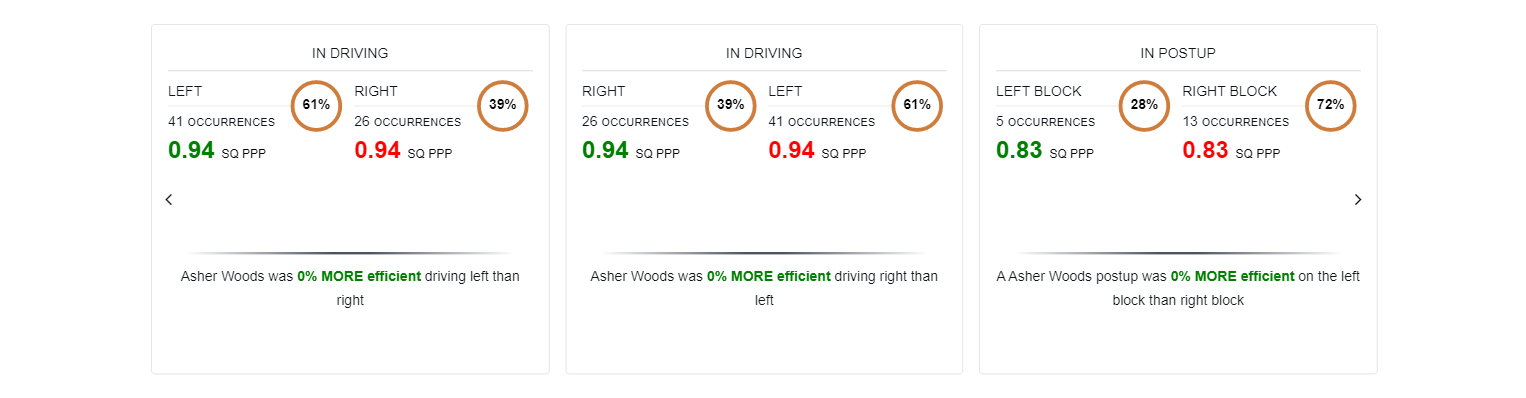 IN DRIVING
LEFT
61%
RIGHT
39%
41 OCCURRENCES
26 OCCURRENCES
0.94 SQ PPP
0.94 SQ PPP
Asher Woods was 0% MORE efficient driving left than
right
IN DRIVING
RIGHT
39%
LEFT
61%
26 OCCURRENCES
41 OCCURRENCES
0.94 SQ PPP
0.94 SQ PPP
Asher Woods was 0% MORE efficient driving right than
left
IN POSTUP
LEFT BLOCK
28%
RIGHT BLOCK
72%
5 OCCURRENCES
13 OCCURRENCES
0.83 SQ PPP
0.83 SQ PPP
A Asher Woods postup was 0% MORE efficient on the left
block than right block